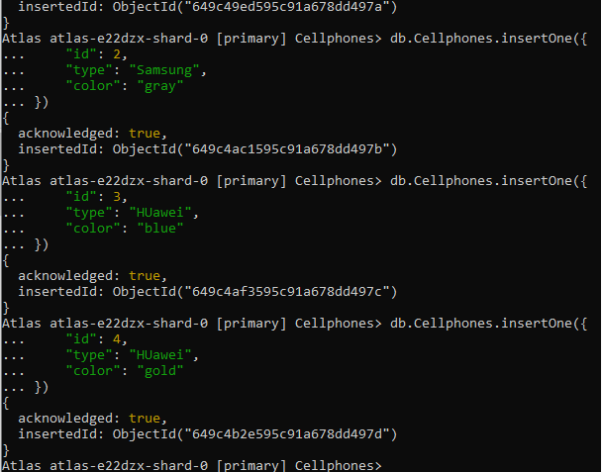 insertedId: ObjectId("649c49ed595c91a678dd497a")
}
Atlas atlas-e22dzx-shard-0 [primary] Cellphones> db.Cellphones.insertOne({
...     "id": 2,
...     "type": "Samsung",
...     "color": "gray"
... })
{
  acknowledged: true,
  insertedId: ObjectId("649c4ac1595c91a678dd497b")
}
Atlas atlas-e22dzx-shard-0 [primary] Cellphones> db.Cellphones.insertOne({
...     "id": 3,
...     "type": "HUawei",
...     "color": "blue"
... })
{
  acknowledged: true,
  insertedId: ObjectId("649c4af3595c91a678dd497c")
}
Atlas atlas-e22dzx-shard-0 [primary] Cellphones> db.Cellphones.insertOne({
...     "id": 4,
...     "type": "HUawei",
...     "color": "gold"
... })
{
  acknowledged: true,
  insertedId: ObjectId("649c4b2e595c91a678dd497d")
}
Atlas atlas-e22dzx-shard-0 [primary] Cellphones>